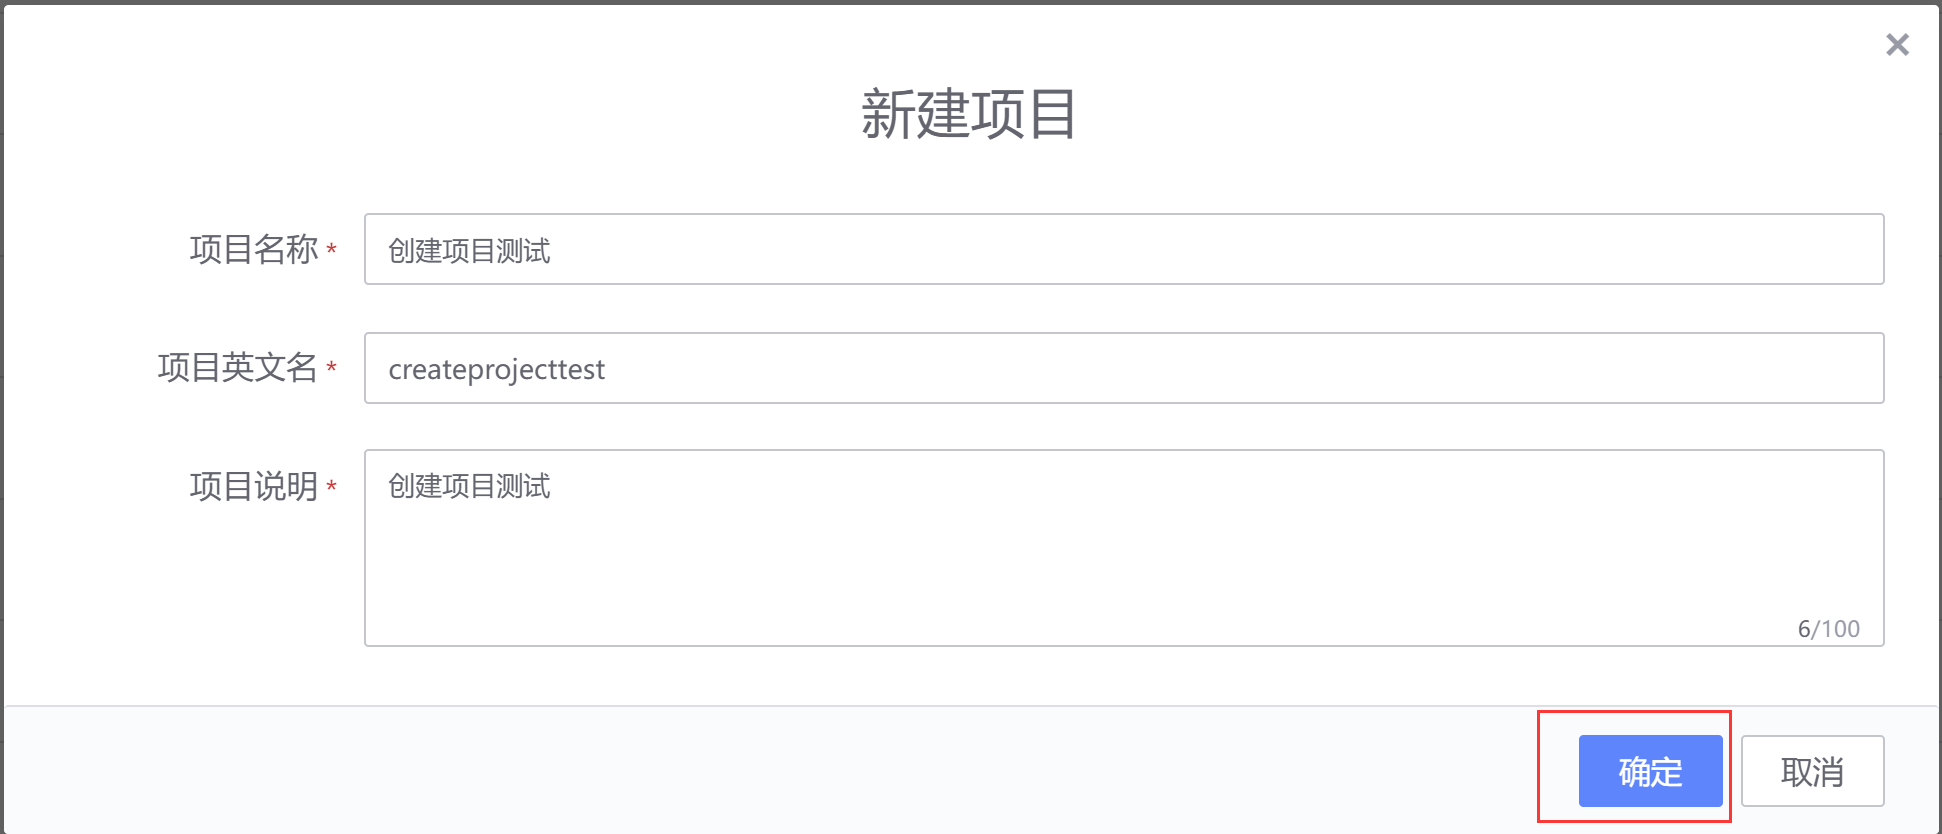 新建项目
项目名称 *
创建项目测试
项目英文名 *
createprojecttest
项目说明 *
创建项目测试
6/100
确定
取消